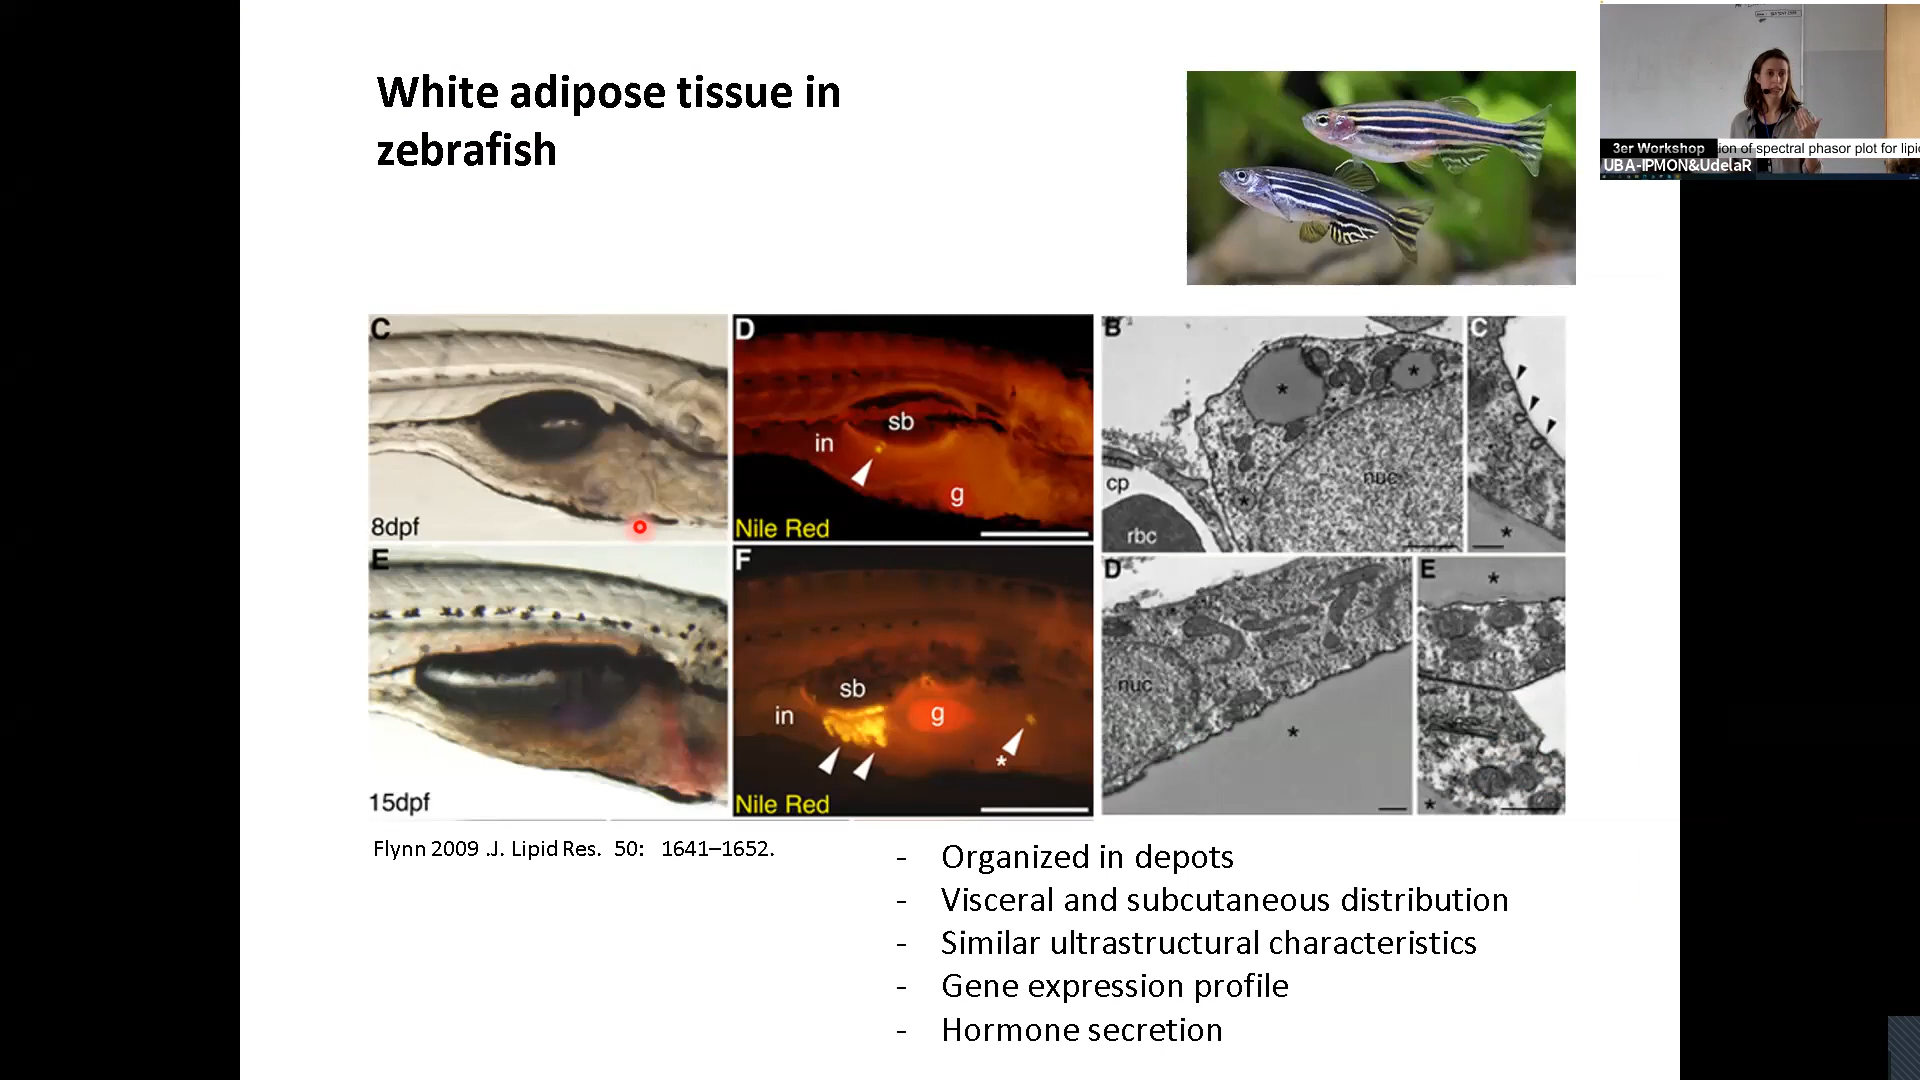 White adipose tissue in
zebrafish
3er Workshop
ion of spectral phasor plot for lipi
UBA-IPMON&UdelaR
C
8dpf
D
sb
in
g
Nile Red
E
15dpf
F
sb
in
g
*
Nile Red
B
*
*
*
nuc
cp
rbc
C
*
D
nuc
*
E
*
*
Flynn 2009 .J. Lipid Res. 50: 1641–1652.
- Organized in depots
- Visceral and subcutaneous distribution
- Similar ultrastructural characteristics
- Gene expression profile
- Hormone secretion